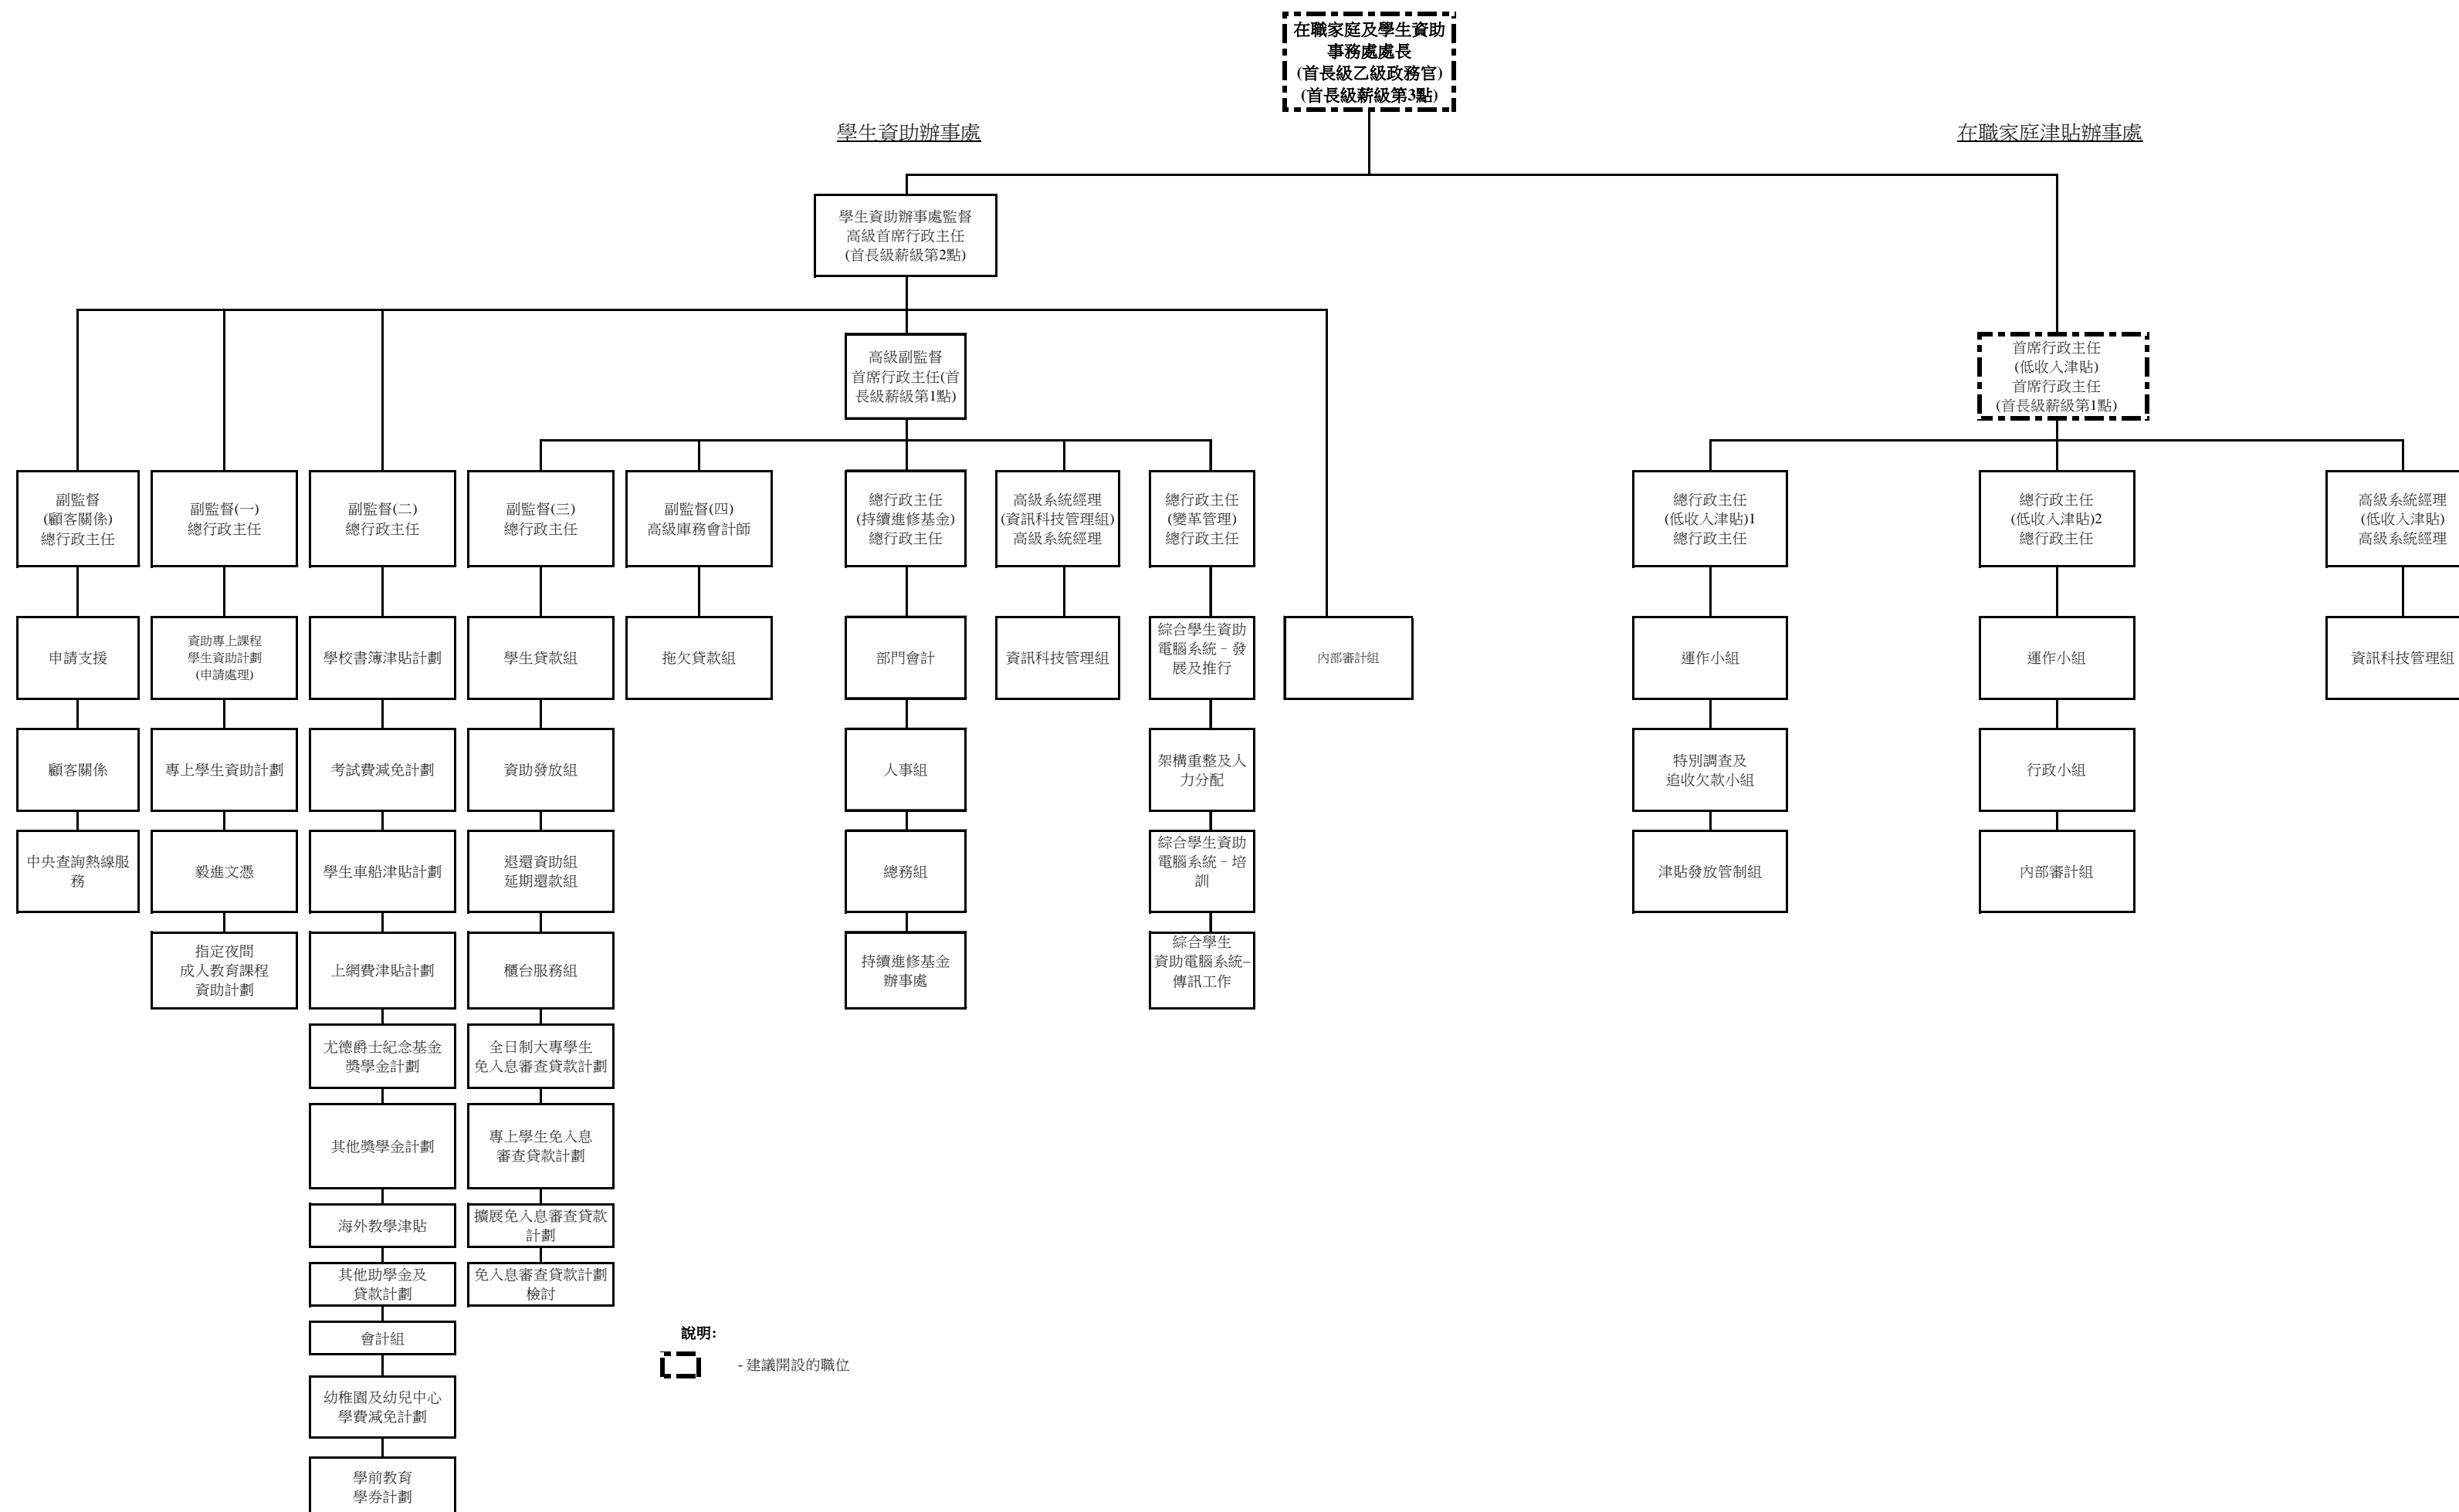 在職家庭及學生資助
事務處處長
(首長級乙級政務官)
(首長級薪級第3點)
學生資助辦事處
在職家庭津貼辦事處
學生資助辦事處監督
高級首席行政主任
(首長級薪級第2點)
高級副監督
首席行政主任(首
長級薪級第1點)
首席行政主任
(低收入津貼)
首席行政主任
(首長級薪級第1點)
副監督
(顧客關係)
總行政主任
副監督(一)
總行政主任
副監督(二)
總行政主任
副監督(三)
總行政主任
副監督(四)
高級庫務會計師
總行政主任
(持續進修基金)
總行政主任
高級系統經理
(資訊科技管理組)
高級系統經理
總行政主任
(變革管理)
總行政主任
總行政主任
(低收入津貼)1
總行政主任
總行政主任
(低收入津貼)2
總行政主任
高級系統經理
(低收入津貼)
高級系統經理
申請支援
資助專上課程
學生資助計劃
(申請處理)
學校書簿津貼計劃
學生貸款組
拖欠貸款組
部門會計
資訊科技管理組
綜合學生資助
電腦系統–發
展及推行
內部審計組
運作小組
運作小組
資訊科技管理組
顧客關係
專上學生資助計劃
考試費減免計劃
資助發放組
人事組
架構重整及人
力分配
特別調查及
追收欠款小組
行政小組
中央查詢熱線服
務
毅進文憑
學生車船津貼計劃
退還資助組
延期還款組
總務組
綜合學生資助
電腦系統–培
訓
津貼發放管制組
內部審計組
指定夜間
成人教育課程
資助計劃
上網費津貼計劃
櫃台服務組
持續進修基金
辦事處
綜合學生
資助電腦系統–
傳訊工作
尤德爵士紀念基金
獎學金計劃
全日制大專學生
免入息審查貸款計劃
其他獎學金計劃
專上學生免入息
審查貸款計劃
海外教學津貼
擴展免入息審查貸款
計劃
其他助學金及
貸款計劃
免入息審查貸款計劃
檢討
會計組
說明:
- 建議開設的職位
幼稚園及幼兒中心
學費減免計劃
學前教育
學券計劃